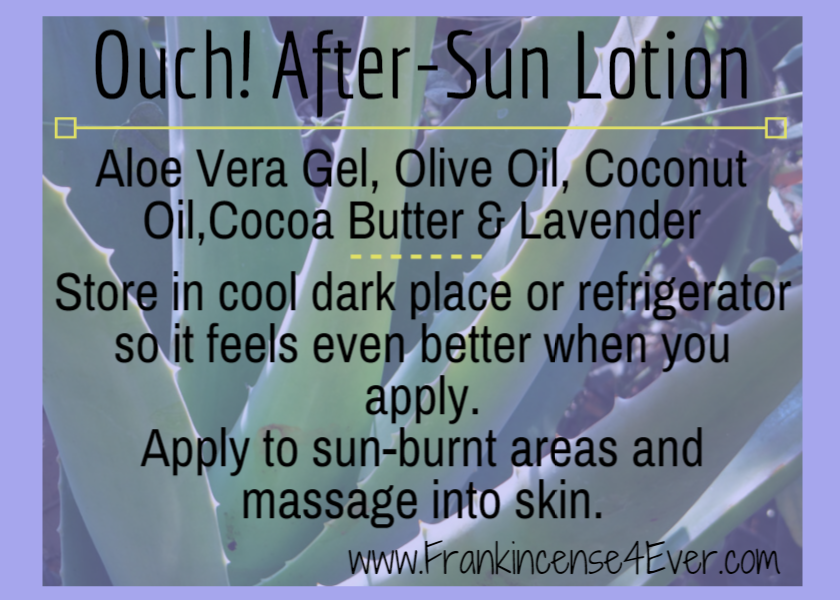 Ouch! After-Sun Lotion
Aloe Vera Gel, Olive Oil, Coconut
Oil,Cocoa Butter & Lavender
Store in cool dark place or refrigerator
so it feels even better when you
apply.
Apply to sun-burnt areas and
massage into skin.
www.Frankincense4Ever.com